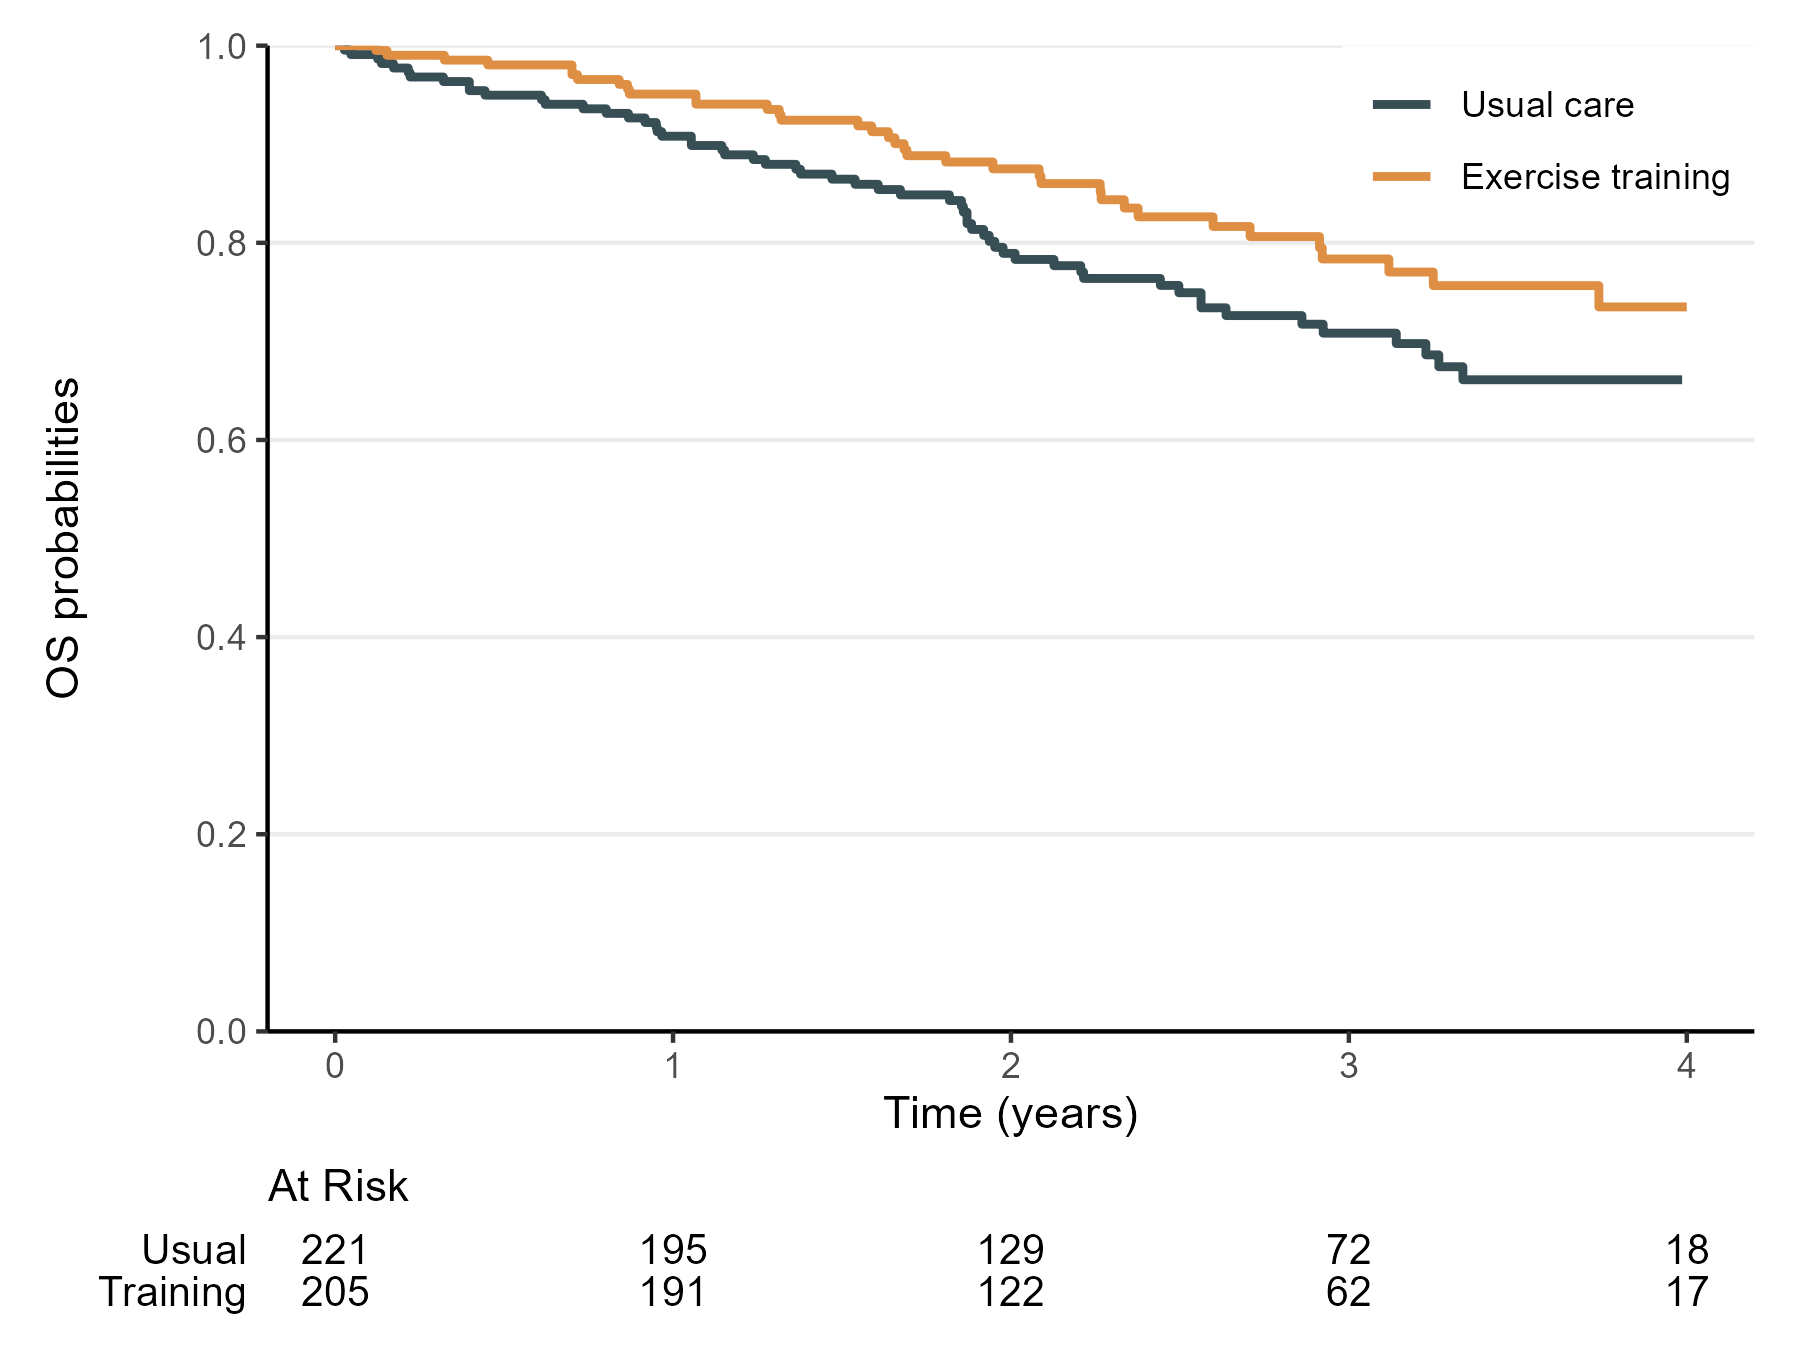 1.0
0.8
0.6
0.4
0.2
0.0
OS probabilities
Usual care
Exercise training
0 1 2 3 4
Time (years)
At Risk
Usual 221 195 129 72 18
Training 205 191 122 62 17